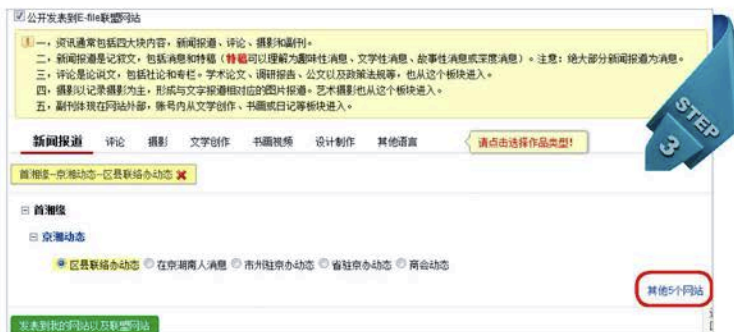 公开发表到E-file联盟网站
一，资讯通常包括四大块内容，新闻报道、评论、摄影和副刊。
二，新闻报道是记叙文，包括消息和特稿（特稿可以理解为趣味性消息、文学性消息、故事性消息或深度消息）。注意：绝大部分新闻报道为消息。
三，评论是论说文，包括社论和专栏。学术论文、调研报告、公文以及政策法规等，也从这个板块进入。
四，摄影以记录摄影为主，形成与文字报道相对应的图片报道。艺术摄影也从这个板块进入。
五，副刊体现在网站外部，账号内从文学创作、书画或日记等板块进入。
STEP 3
新闻报道 评论 摄影 文学创作 书画视频 设计制作 其他语言 请点击选择作品类型！
首湘缘--京湘动态--区县联络办动态
首湘缘
京湘动态
区县联络办动态 在京湖南人消息 市州驻京办动态 省驻京办动态 商会动态
其他5个网站
发表到我的网站以及联盟网站